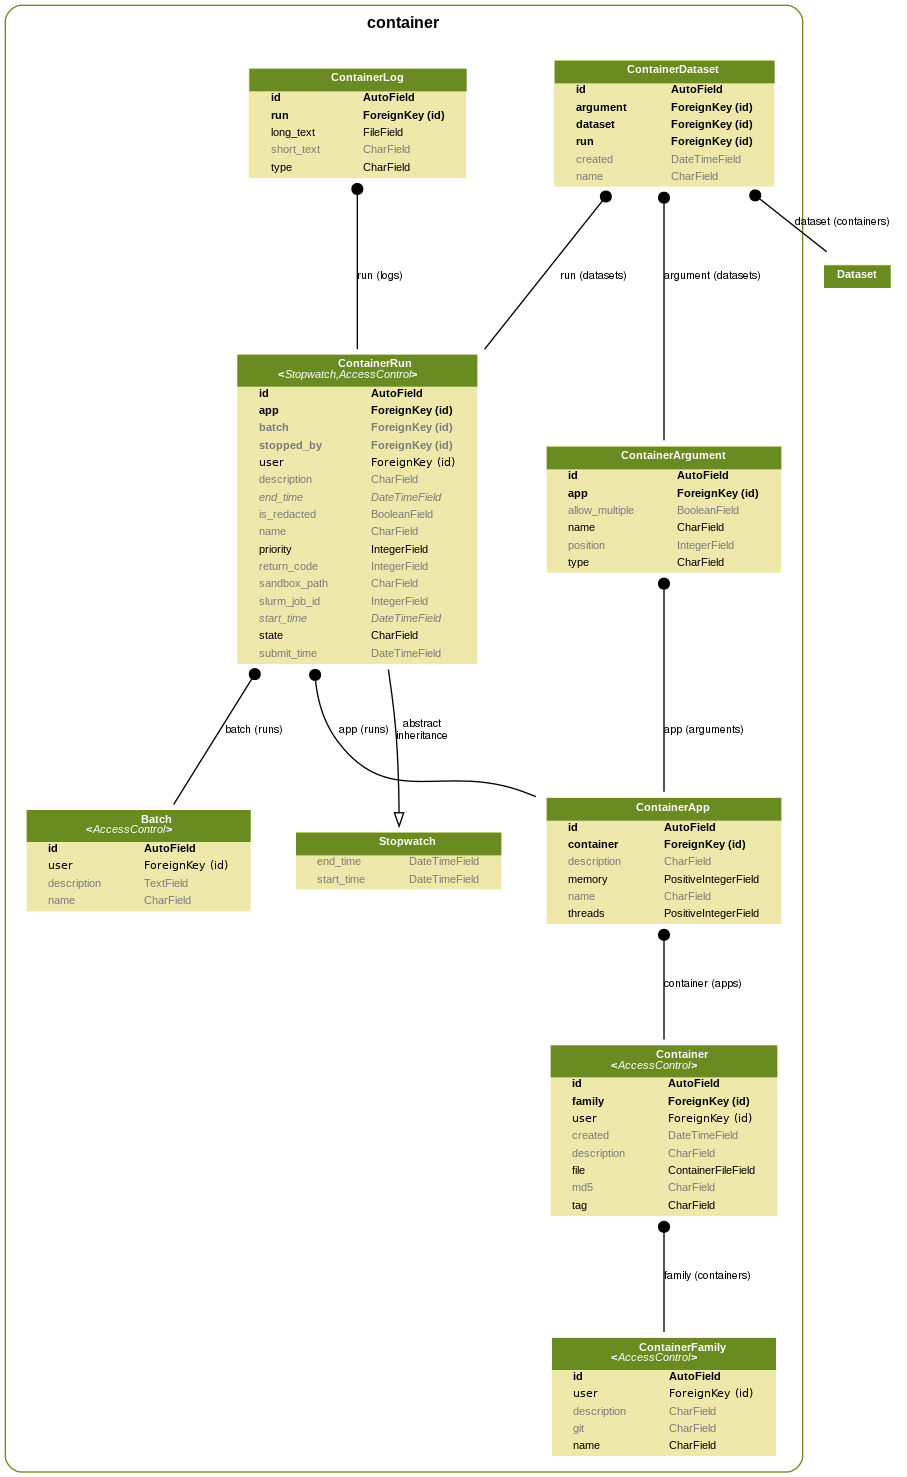 container
ContainerLog
id AutoField
run ForeignKey (id)
long_text FileField
short_text CharField
type CharField
ContainerDataset
id AutoField
argument ForeignKey (id)
dataset ForeignKey (id)
run ForeignKey (id)
created DateTimeField
name CharField
dataset (containers)
run (logs)
run (datasets)
argument (datasets)
Dataset
ContainerRun
<Stopwatch,AccessControl>
id AutoField
app ForeignKey (id)
batch ForeignKey (id)
stopped_by ForeignKey (id)
user ForeignKey (id)
description CharField
end_time DateTimeField
is_redacted BooleanField
name CharField
priority IntegerField
return_code IntegerField
sandbox_path CharField
slurm_job_id IntegerField
start_time DateTimeField
state CharField
submit_time DateTimeField
ContainerArgument
id AutoField
app ForeignKey (id)
allow_multiple BooleanField
name CharField
position IntegerField
type CharField
batch (runs)
app (runs)
abstract
inheritance
app (arguments)
Batch
<AccessControl>
id AutoField
user ForeignKey (id)
description TextField
name CharField
Stopwatch
end_time DateTimeField
start_time DateTimeField
ContainerApp
id AutoField
container ForeignKey (id)
description CharField
memory PositiveIntegerField
name CharField
threads PositiveIntegerField
container (apps)
Container
<AccessControl>
id AutoField
family ForeignKey (id)
user ForeignKey (id)
created DateTimeField
description CharField
file ContainerFileField
md5 CharField
tag CharField
family (containers)
ContainerFamily
<AccessControl>
id AutoField
user ForeignKey (id)
description CharField
git CharField
name CharField